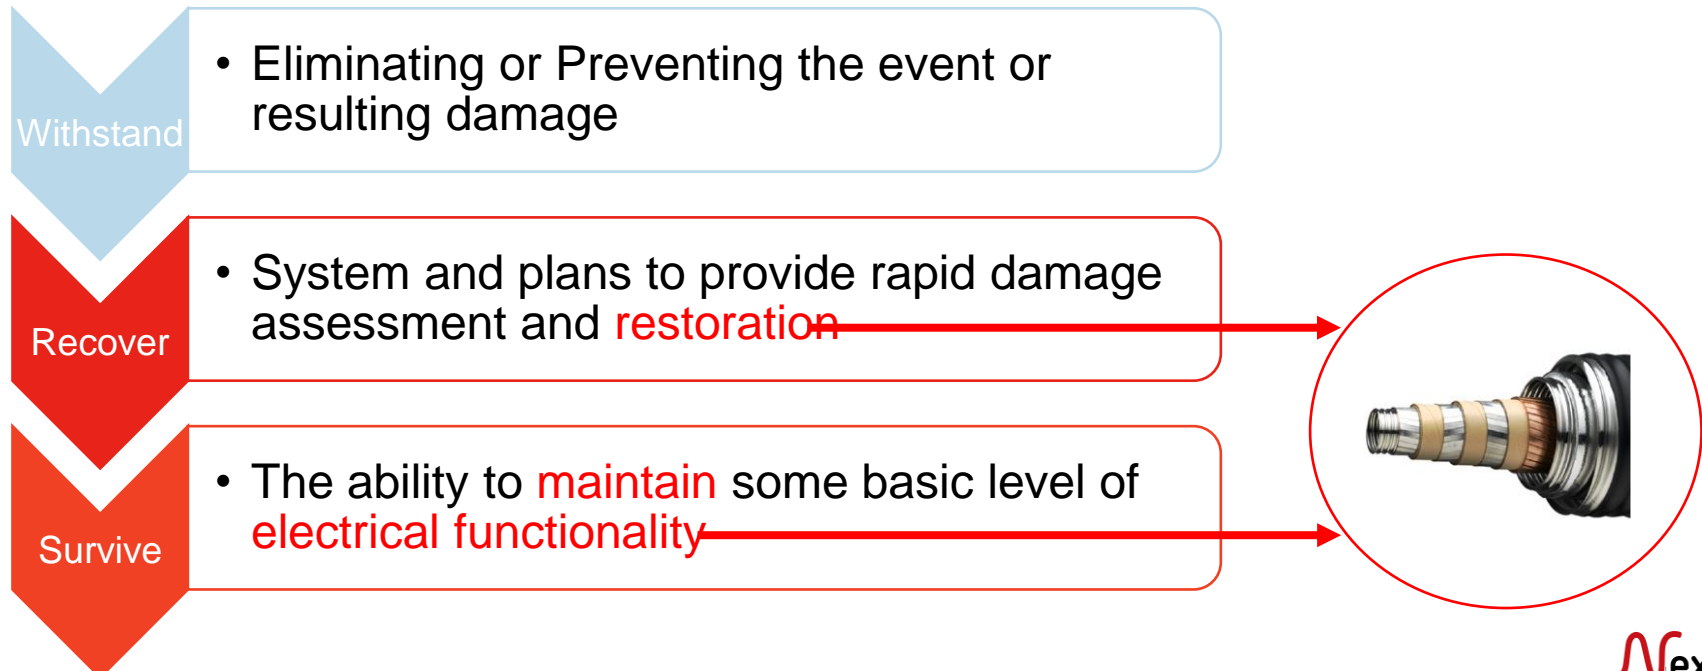 Withstand
• Eliminating or Preventing the event or
resulting damage
Recover
• System and plans to provide rapid damage
assessment and restoration
Survive
• The ability to maintain some basic level of
electrical functionality